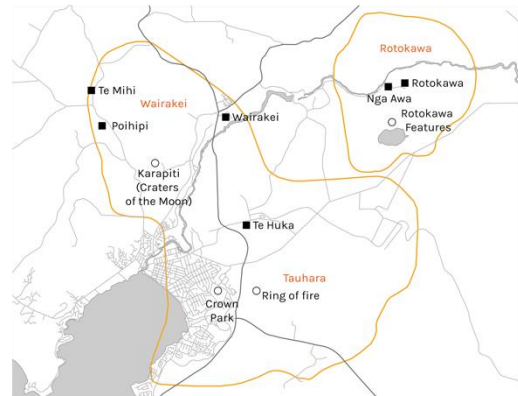 Rotokawa
Te Mihi
Wairakei
Rotokawa
Nga Awa
Wairakei
Poihipi
Rotokawa
Features
Karapiti
(Craters
of the Moon)
Te Huka
Tauhara
Crown
Park
Ring of fire